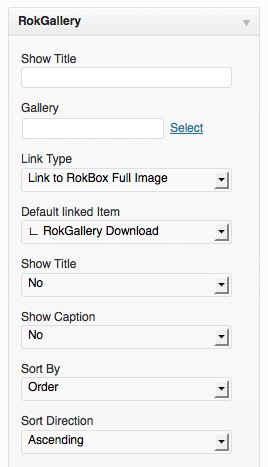 RokGallery
Show Title
Gallery
Select
Link Type
Link to RokBox Full Image
Default linked Item
∟ RokGallery Download
Show Title
No
Show Caption
No
Sort By
Order
Sort Direction
Ascending